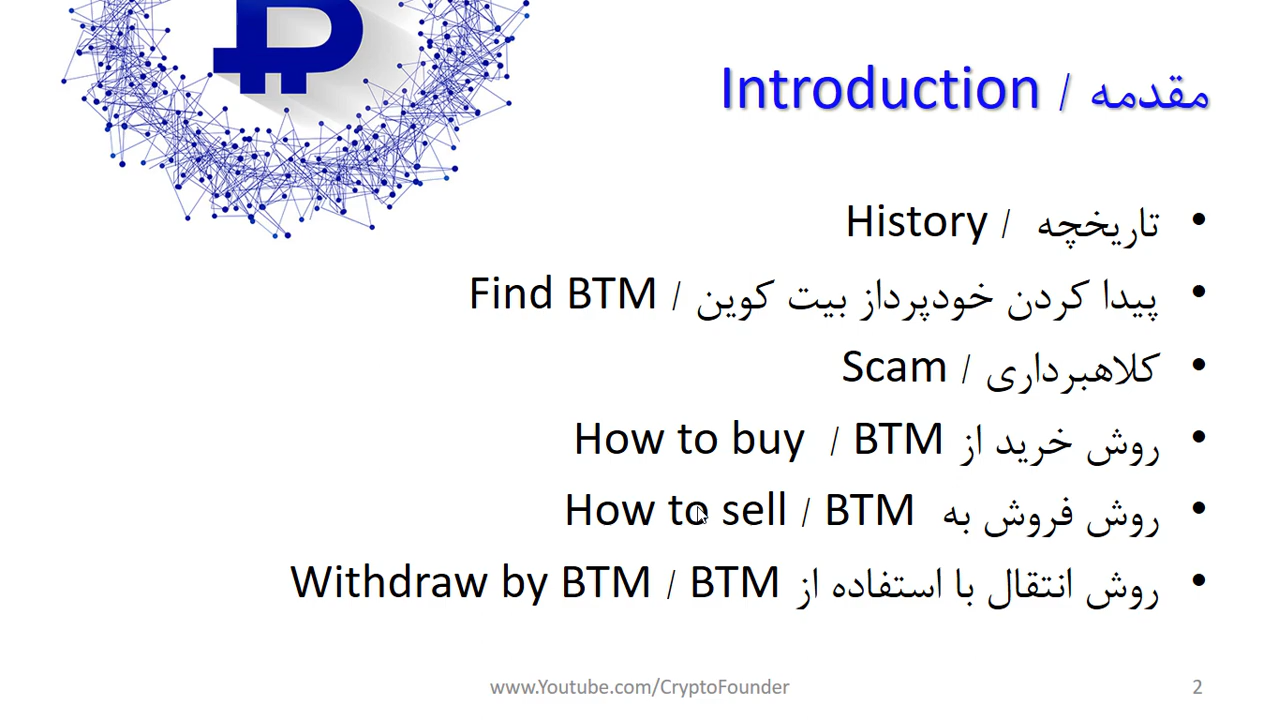 مقدمه / Introduction
• تاریخچه / History
• پیدا کردن خودپرداز بیت کوین / Find BTM
• کلاهبرداری / Scam
• روش خرید از BTM / How to buy
• روش فروش به BTM / How to sell
• روش انتقال با استفاده از BTM / Withdraw by BTM
www.Youtube.com/CryptoFounder
2